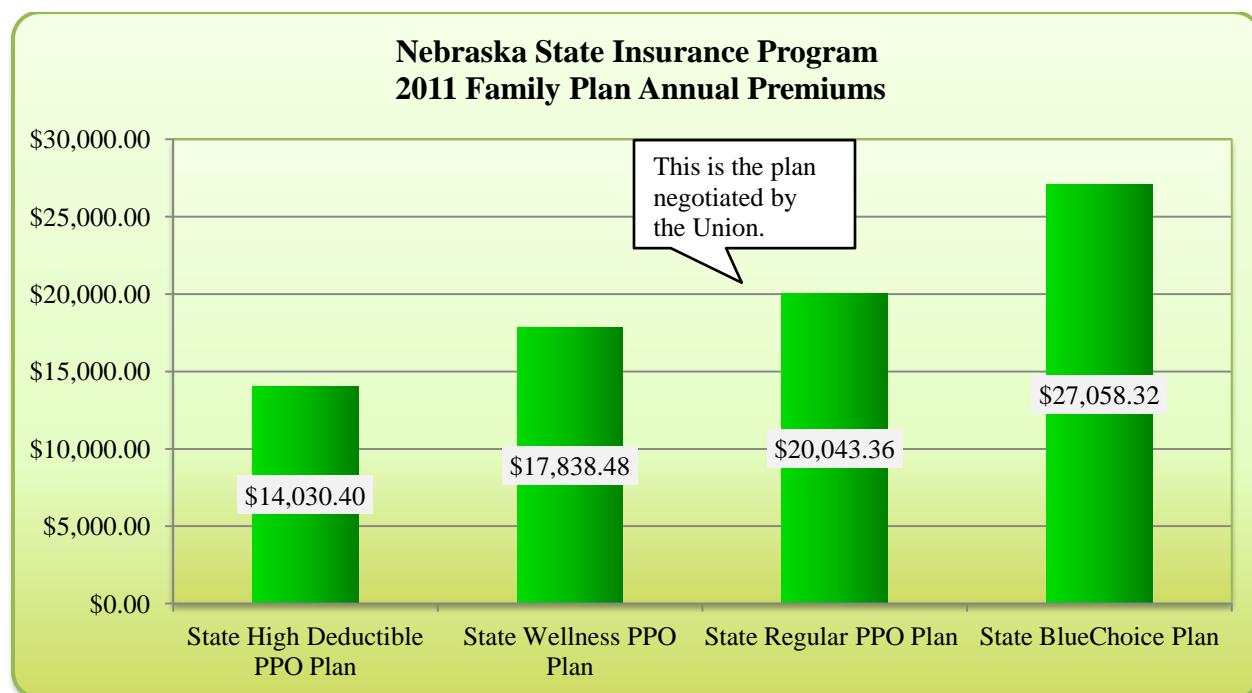 Nebraska State Insurance Program
2011 Family Plan Annual Premiums
$30,000.00
$25,000.00
$20,000.00
$15,000.00
$10,000.00
$5,000.00
$0.00
This is the plan
negotiated by
the Union.
$14,030.40
$17,838.48
$20,043.36
$27,058.32
State High Deductible
PPO Plan
State Wellness PPO
Plan
State Regular PPO Plan
State BlueChoice Plan